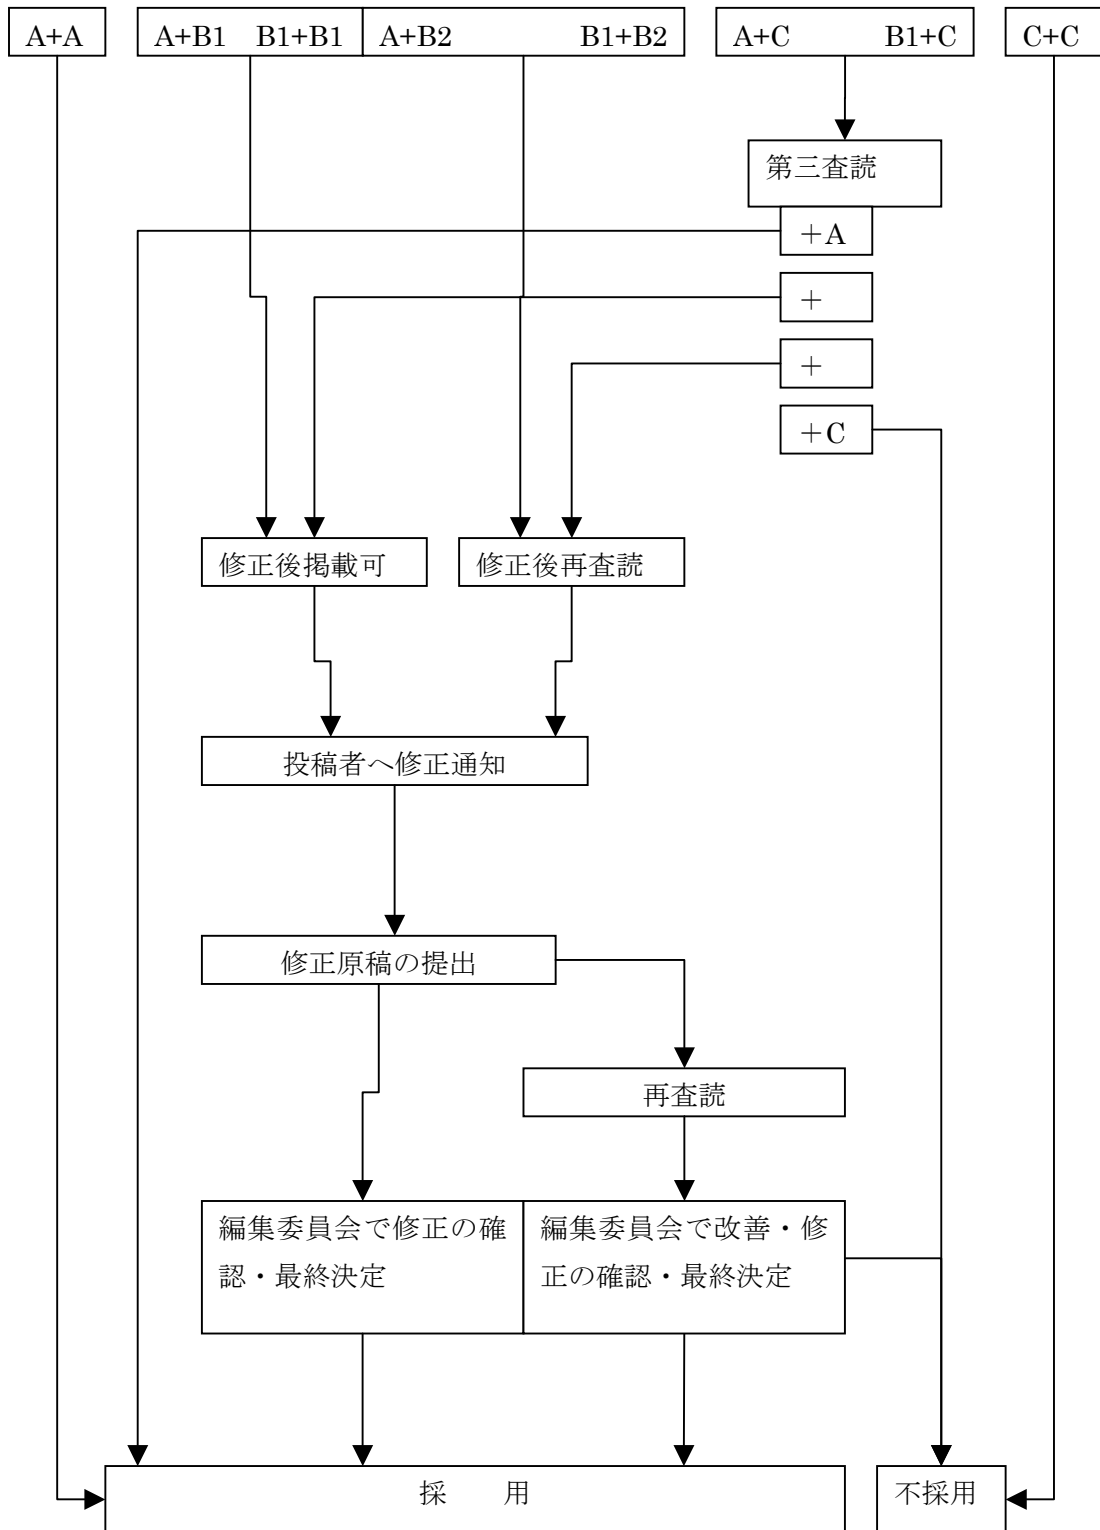 A+A
A+B1 B1+B1
A+B2 B1+B2
A+C B1+C
C+C
第三査読
＋A
＋
＋
＋C
修正後掲載可
修正後再査読
投稿者へ修正通知
修正原稿の提出
再査読
編集委員会で修正の確
認・最終決定
編集委員会で改善・修
正の確認・最終決定
採　　用
不採用